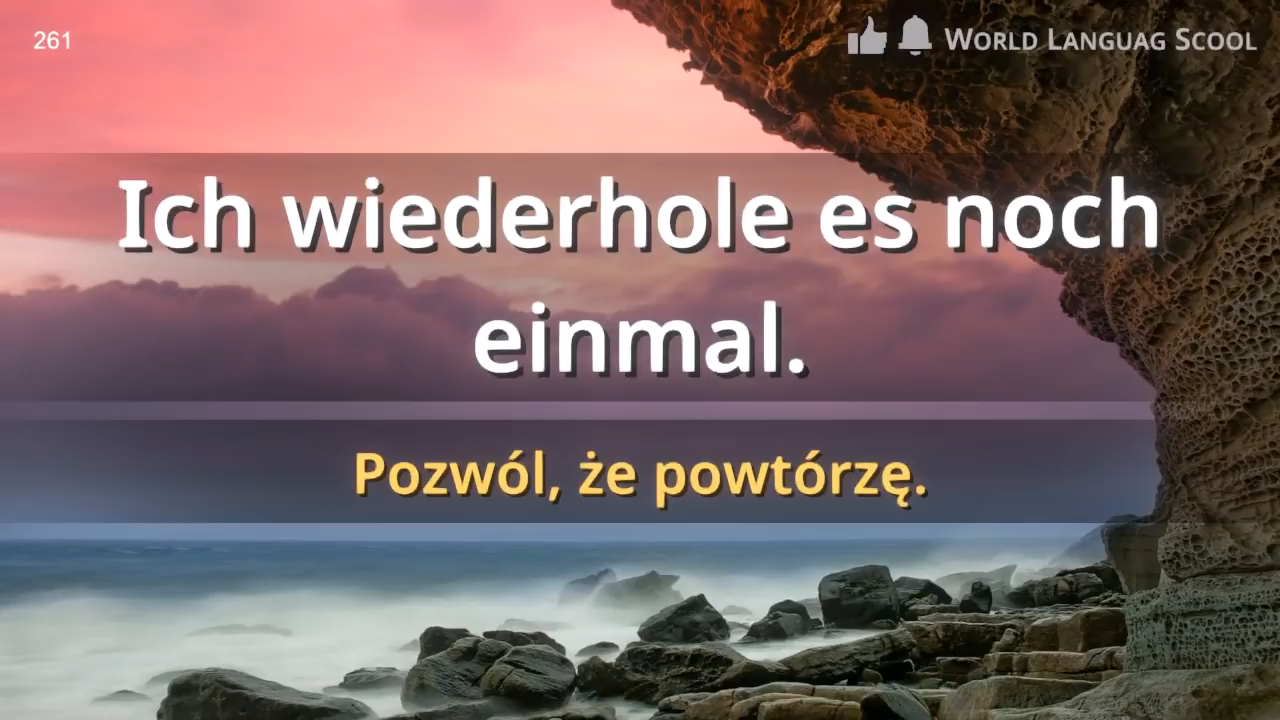 261
World Languag Scool
Ich wiederhole es noch
einmal.
Pozwól, że powtórzę.